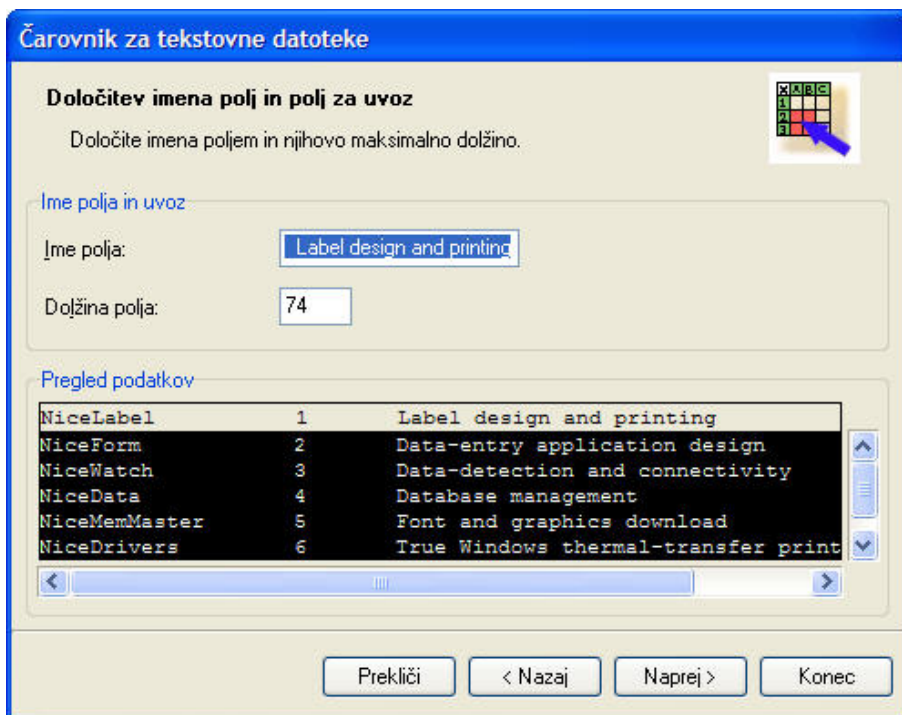 Čarovnik za tekstovne datoteke
Določitev imena polj in polj za uvoz
Določite imena poljem in njihovo maksimalno dolžino.
X A B C
1
2
3
Ime polja in uvoz
Ime polja: Label design and printing
Dolžina polja: 74
Pregled podatkov
NiceLabel 1 Label design and printing
NiceForm 2 Data-entry application design
NiceWatch 3 Data-detection and connectivity
NiceData 4 Database management
NiceMemMaster 5 Font and graphics download
NiceDrivers 6 True Windows thermal-transfer print
Prekliči < Nazaj Naprej > Konec